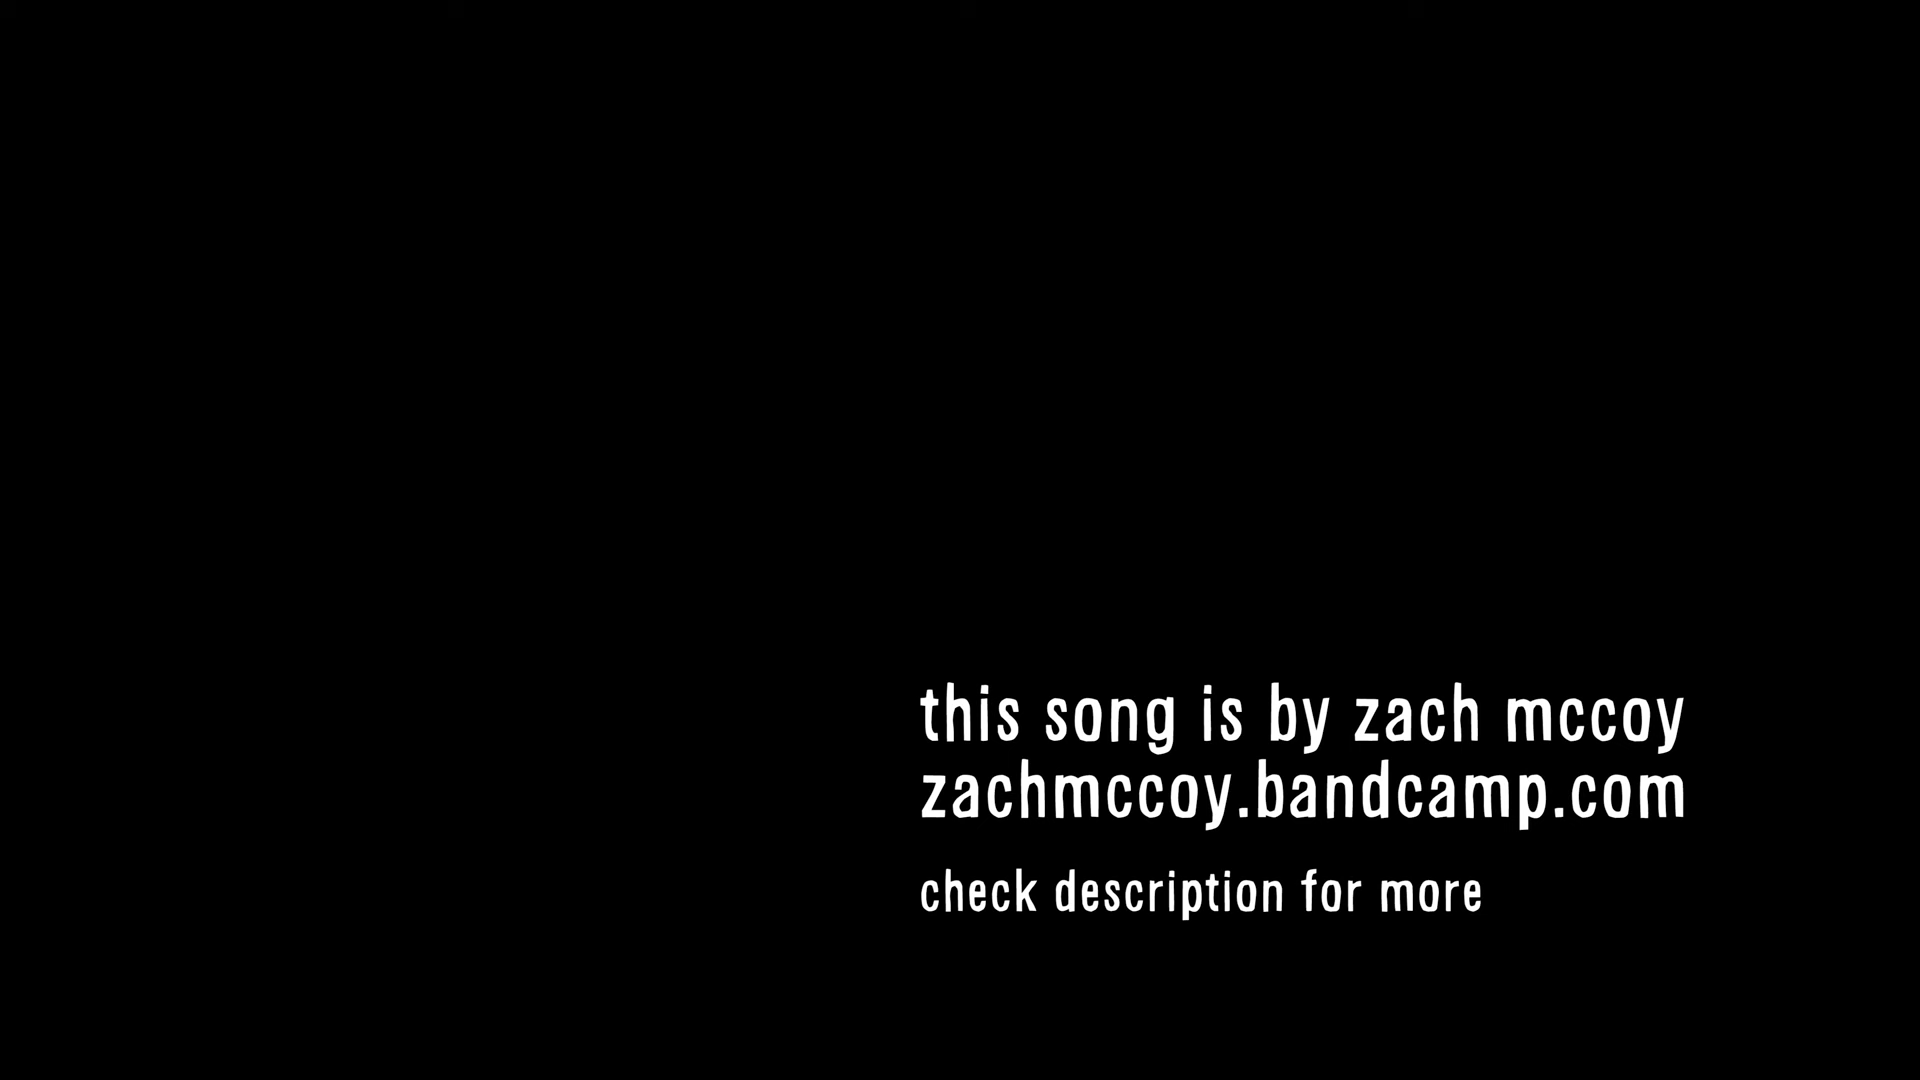 this song is by zach mccoy
zachmccoy.bandcamp.com
check description for more